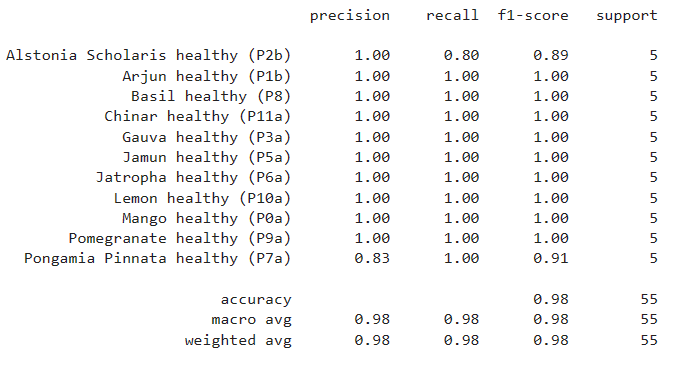 precision recall f1-score support
Alstonia Scholaris healthy (P2b) 1.00 0.80 0.89 5
Arjun healthy (P1b) 1.00 1.00 1.00 5
Basil healthy (P8) 1.00 1.00 1.00 5
Chinar healthy (P11a) 1.00 1.00 1.00 5
Gauva healthy (P3a) 1.00 1.00 1.00 5
Jamun healthy (P5a) 1.00 1.00 1.00 5
Jatropha healthy (P6a) 1.00 1.00 1.00 5
Lemon healthy (P10a) 1.00 1.00 1.00 5
Mango healthy (P0a) 1.00 1.00 1.00 5
Pomegranate healthy (P9a) 1.00 1.00 1.00 5
Pongamia Pinnata healthy (P7a) 0.83 1.00 0.91 5
accuracy 0.98 55
macro avg 0.98 0.98 0.98 55
weighted avg 0.98 0.98 0.98 55